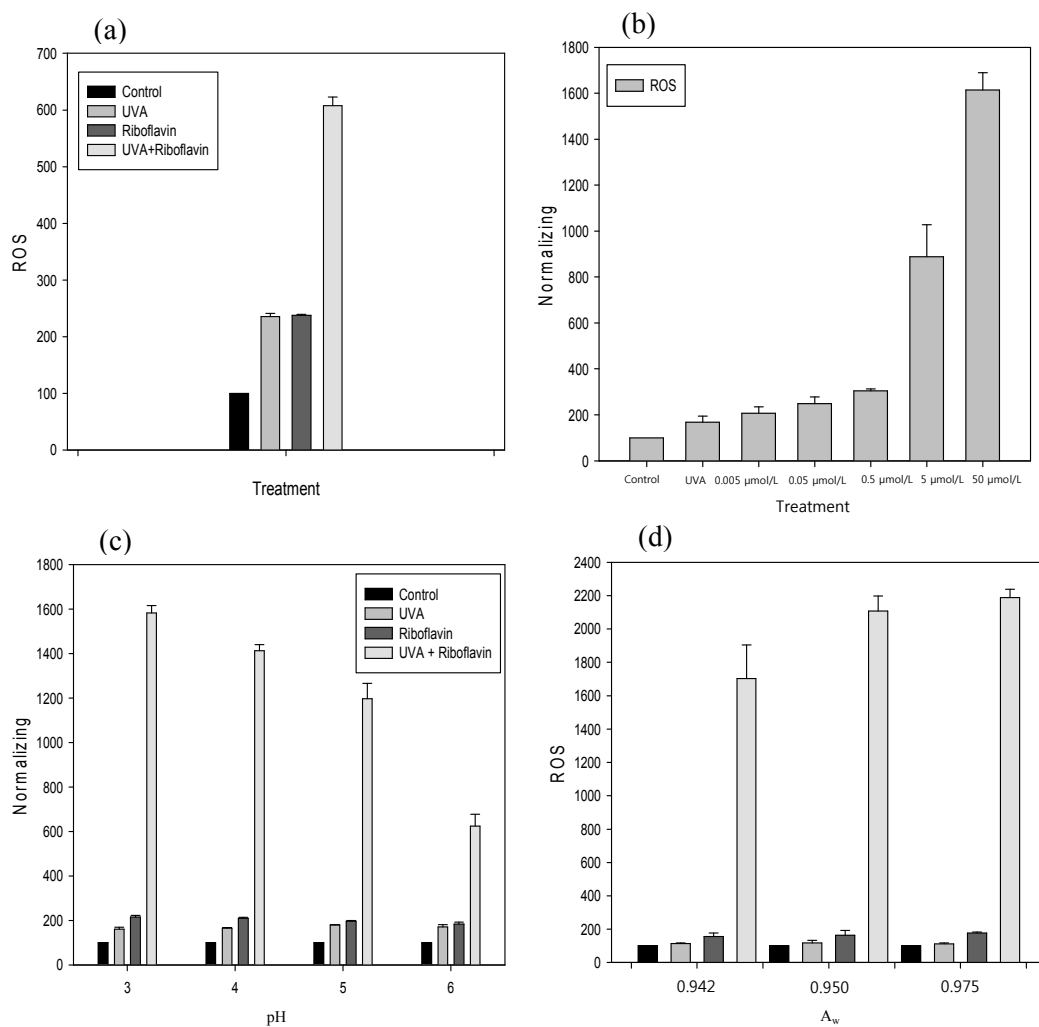 (a)
700
600
500
400
300
200
100
0
ROS
Control
UVA
Riboflavin
UVA+Riboflavin
Treatment
(b)
1800
1600
1400
1200
1000
800
600
400
200
0
Normalizing
ROS
Control
UVA
0.005 μmol/L
0.05 μmol/L
0.5 μmol/L
5 μmol/L
50 μmol/L
Treatment
(c)
1800
1600
1400
1200
1000
800
600
400
200
0
Normalizing
Control
UVA
Riboflavin
UVA + Riboflavin
3
4
5
6
pH
(d)
2400
2200
2000
1800
1600
1400
1200
1000
800
600
400
200
0
ROS
0.942
0.950
0.975
Aw